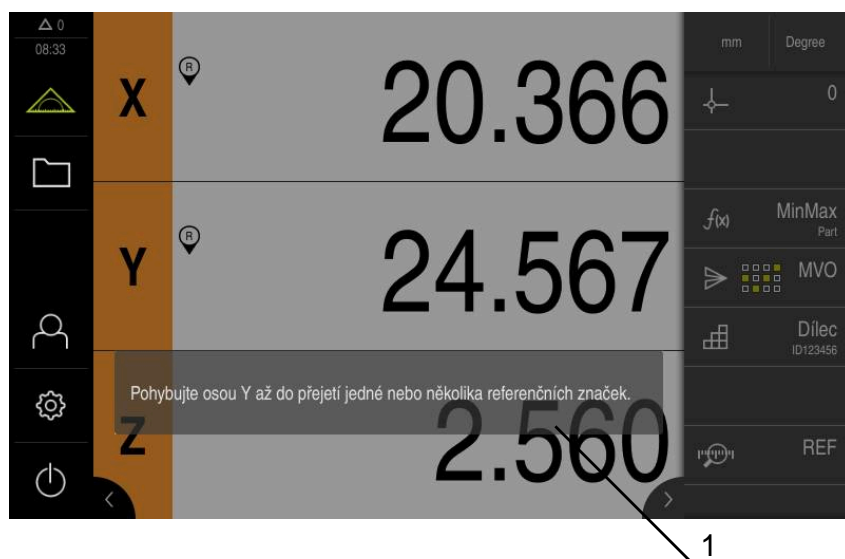 0
08:33
mm
Degree
X
R
20.366
0
f(x)
MinMax
Part
Y
R
24.567
MVO
Dílec
ID123456
Pohybujte osou Y až do přejetí jedné nebo několika referenčních značek.
Z
2.560
REF
1